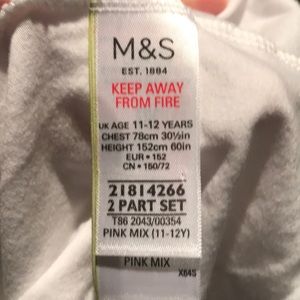 M&S
EST. 1884
KEEP AWAY
FROM FIRE
UK AGE 11-12 YEARS
CHEST 78cm 30½in
HEIGHT 152cm 60in
EUR • 152
CN • 150/72
21814266
2 PART SET
T86 2043/00354
PINK MIX (11-12Y)
PINK MIX
X64S